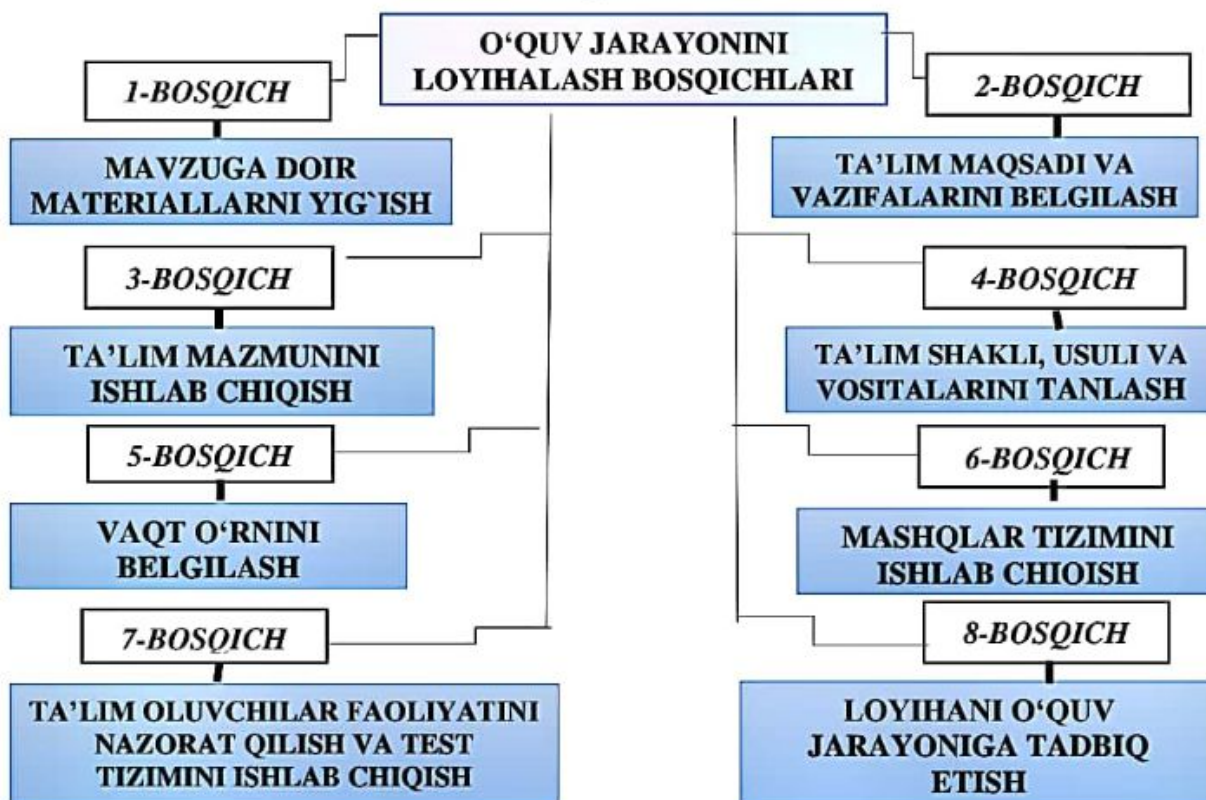 O‘QUV JARAYONINI
LOYIHALASH BOSQICHLARI
1-BOSQICH
MAVZUGA DOIR
MATERIALLARNI YIG`ISH
2-BOSQICH
TA’LIM MAQSADI VA
VAZIFALARINI BELGILASH
3-BOSQICH
TA’LIM MAZMUNINI
ISHLAB CHIQISH
4-BOSQICH
TA’LIM SHAKLI, USULI VA
VOSITALARINI TANLASH
5-BOSQICH
VAQT O‘RNINI
BELGILASH
6-BOSQICH
MASHQLAR TIZIMINI
ISHLAB CHIOISH
7-BOSQICH
TA’LIM OLUVCHILAR FAOLIYATINI
NAZORAT QILISH VA TEST
TIZIMINI ISHLAB CHIQISH
8-BOSQICH
LOYIHANI O‘QUV
JARAYONIGA TADBIQ
ETISH